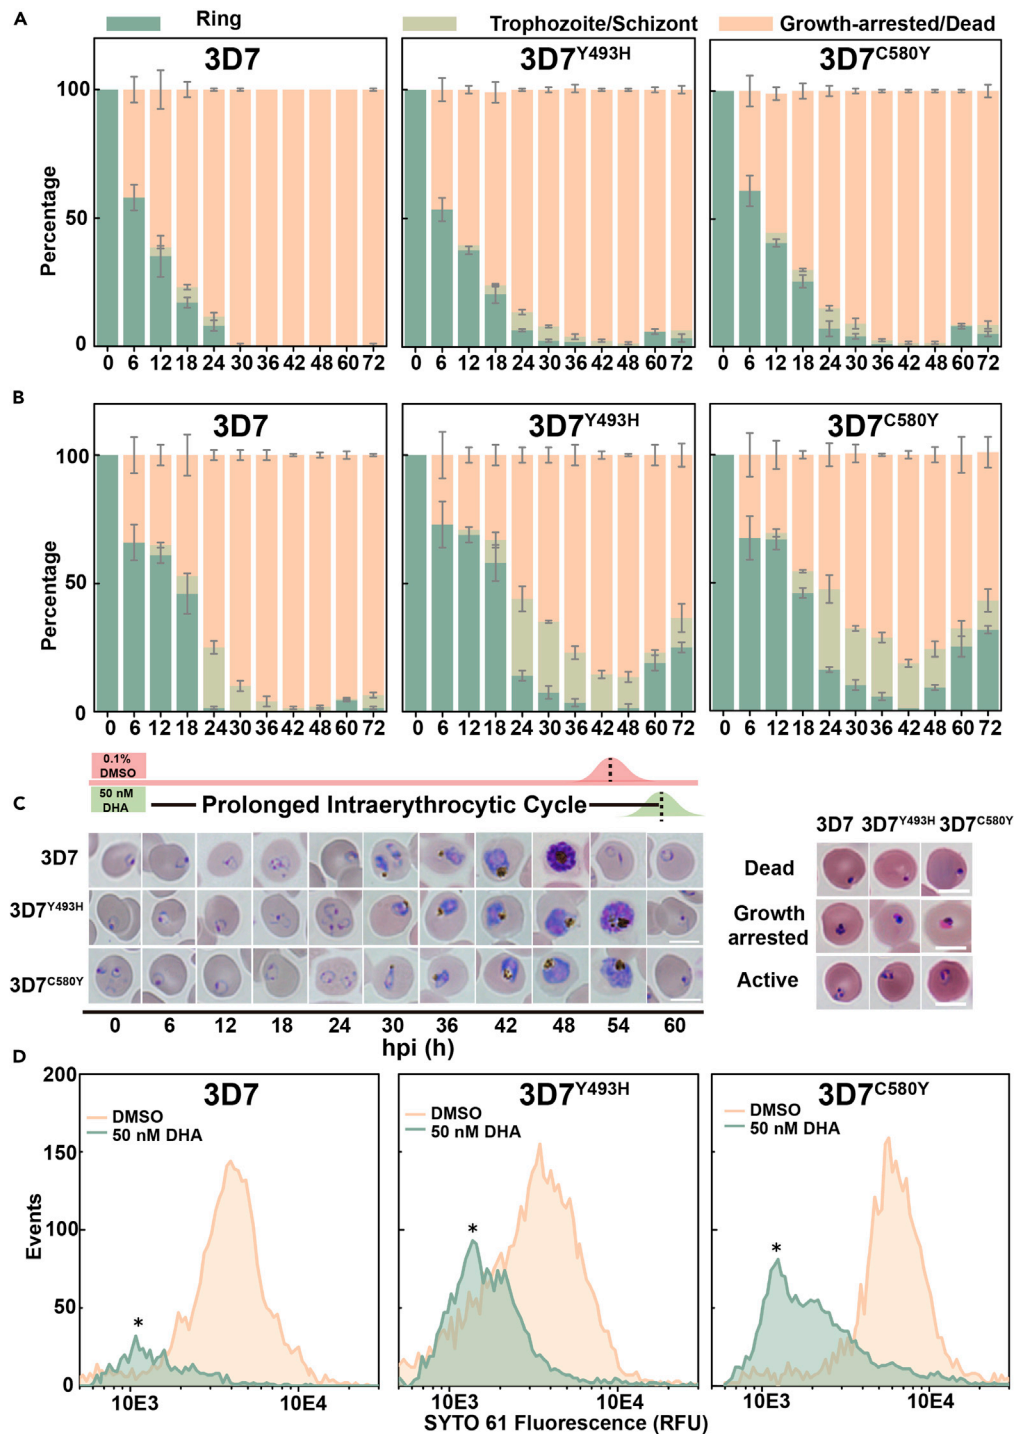 A
Ring
Trophozoite/Schizont
Growth-arrested/Dead
3D7
3D7Y493H
3D7C580Y
Percentage
100
50
0
0 6 12 18 24 30 36 42 48 60 72
0 6 12 18 24 30 36 42 48 60 72
0 6 12 18 24 30 36 42 48 60 72
B
3D7
3D7Y493H
3D7C580Y
Percentage
100
50
0
0 6 12 18 24 30 36 42 48 60 72
0 6 12 18 24 30 36 42 48 60 72
0 6 12 18 24 30 36 42 48 60 72
0.1%
DMSO
C
50 nM
DHA
Prolonged Intraerythrocytic Cycle
3D7
3D7Y493H
3D7C580Y
0 6 12 18 24 30 36 42 48 54 60
hpi (h)
3D7 3D7Y493H 3D7C580Y
Dead
Growth
arrested
Active
D
200
150
100
50
0
Events
3D7
DMSO
50 nM DHA
*
10E3 10E4
3D7Y493H
DMSO
50 nM DHA
*
10E3 10E4
3D7C580Y
DMSO
50 nM DHA
*
10E3 10E4
SYTO 61 Fluorescence (RFU)